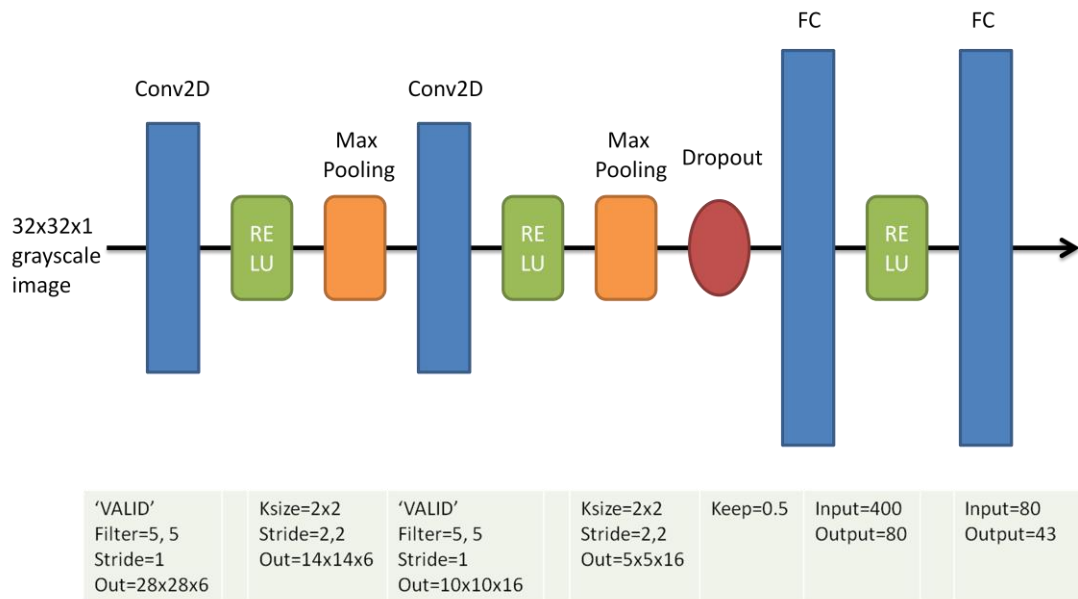 FC
FC
Conv2D
Conv2D
Max
Pooling
Max
Pooling
Dropout
32x32x1
grayscale
image
RE
LU
RE
LU
RE
LU
‘VALID’
Filter=5, 5
Stride=1
Out=28x28x6
Ksize=2x2
Stride=2,2
Out=14x14x6
‘VALID’
Filter=5, 5
Stride=1
Out=10x10x16
Ksize=2x2
Stride=2,2
Out=5x5x16
Keep=0.5
Input=400
Output=80
Input=80
Output=43